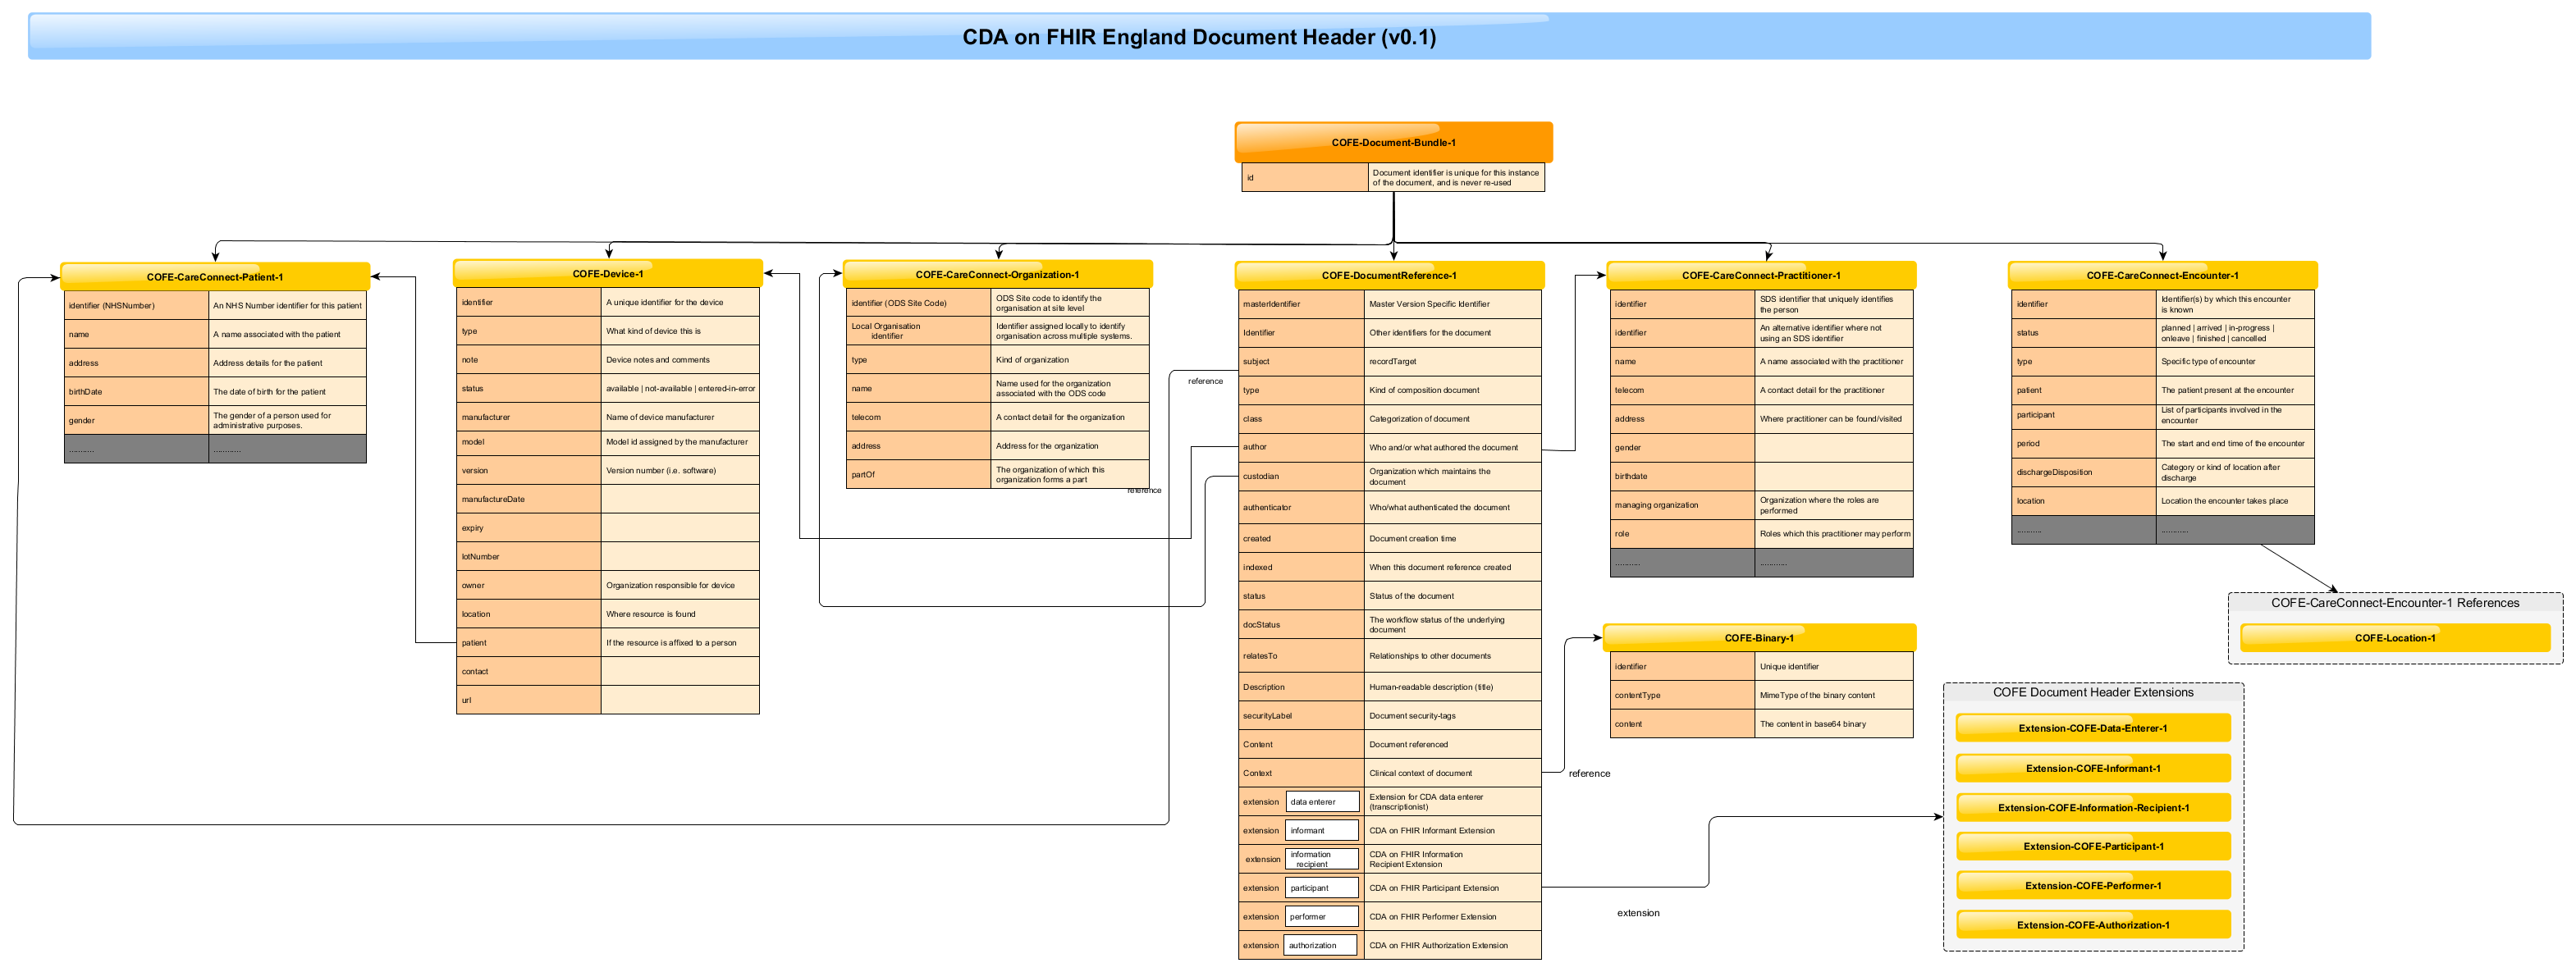 CDA on FHIR England Document Header (v0.1)
COFE-Document-Bundle-1
id
Document identifier is unique for this instance
of the document, and is never re-used
COFE-CareConnect-Patient-1
identifier (NHSNumber)
An NHS Number identifier for this patient
name
A name associated with the patient
address
Address details for the patient
birthDate
The date of birth for the patient
gender
The gender of a person used for
administrative purposes.
...........
............
COFE-Device-1
identifier
A unique identifier for the device
type
What kind of device this is
note
Device notes and comments
status
available | not-available | entered-in-error
manufacturer
Name of device manufacturer
model
Model id assigned by the manufacturer
version
Version number (i.e. software)
manufactureDate
expiry
lotNumber
owner
Organization responsible for device
location
Where resource is found
patient
If the resource is affixed to a person
contact
url
COFE-CareConnect-Organization-1
identifier (ODS Site Code)
ODS Site code to identify the
organisation at site level
Local Organisation
identifier
Identifier assigned locally to identify
organisation across multiple systems.
type
Kind of organization
name
Name used for the organization
associated with the ODS code
telecom
A contact detail for the organization
address
Address for the organization
partOf
The organization of which this
organization forms a part
reference
reference
COFE-DocumentReference-1
masterIdentifier
Master Version Specific Identifier
Identifier
Other identifiers for the document
subject
recordTarget
type
Kind of composition document
class
Categorization of document
author
Who and/or what authored the document
custodian
Organization which maintains the
document
authenticator
Who/what authenticated the document
created
Document creation time
indexed
When this document reference created
status
Status of the document
docStatus
The workflow status of the underlying
document
relatesTo
Relationships to other documents
Description
Human-readable description (title)
securityLabel
Document security-tags
Content
Document referenced
Context
Clinical context of document
extension
data enterer
Extension for CDA data enterer
(transcriptionist)
extension
informant
CDA on FHIR Informant Extension
extension
information
recipient
CDA on FHIR Information
Recipient Extension
extension
participant
CDA on FHIR Participant Extension
extension
performer
CDA on FHIR Performer Extension
extension
authorization
CDA on FHIR Authorization Extension
COFE-CareConnect-Practitioner-1
identifier
SDS identifier that uniquely identifies
the person
identifier
An alternative identifier where not
using an SDS identifier
name
A name associated with the practitioner
telecom
A contact detail for the practitioner
address
Where practitioner can be found/visited
gender
birthdate
managing organization
Organization where the roles are
performed
role
Roles which this practitioner may perform
...........
............
COFE-Binary-1
identifier
Unique identifier
contentType
MimeType of the binary content
content
The content in base64 binary
reference
extension
COFE-CareConnect-Encounter-1
identifier
Identifier(s) by which this encounter
is known
status
planned | arrived | in-progress |
onleave | finished | cancelled
type
Specific type of encounter
patient
The patient present at the encounter
participant
List of participants involved in the
encounter
period
The start and end time of the encounter
dischargeDisposition
Category or kind of location after
discharge
location
Location the encounter takes place
...........
............
COFE-CareConnect-Encounter-1 References
COFE-Location-1
COFE Document Header Extensions
Extension-COFE-Data-Enterer-1
Extension-COFE-Informant-1
Extension-COFE-Information-Recipient-1
Extension-COFE-Participant-1
Extension-COFE-Performer-1
Extension-COFE-Authorization-1